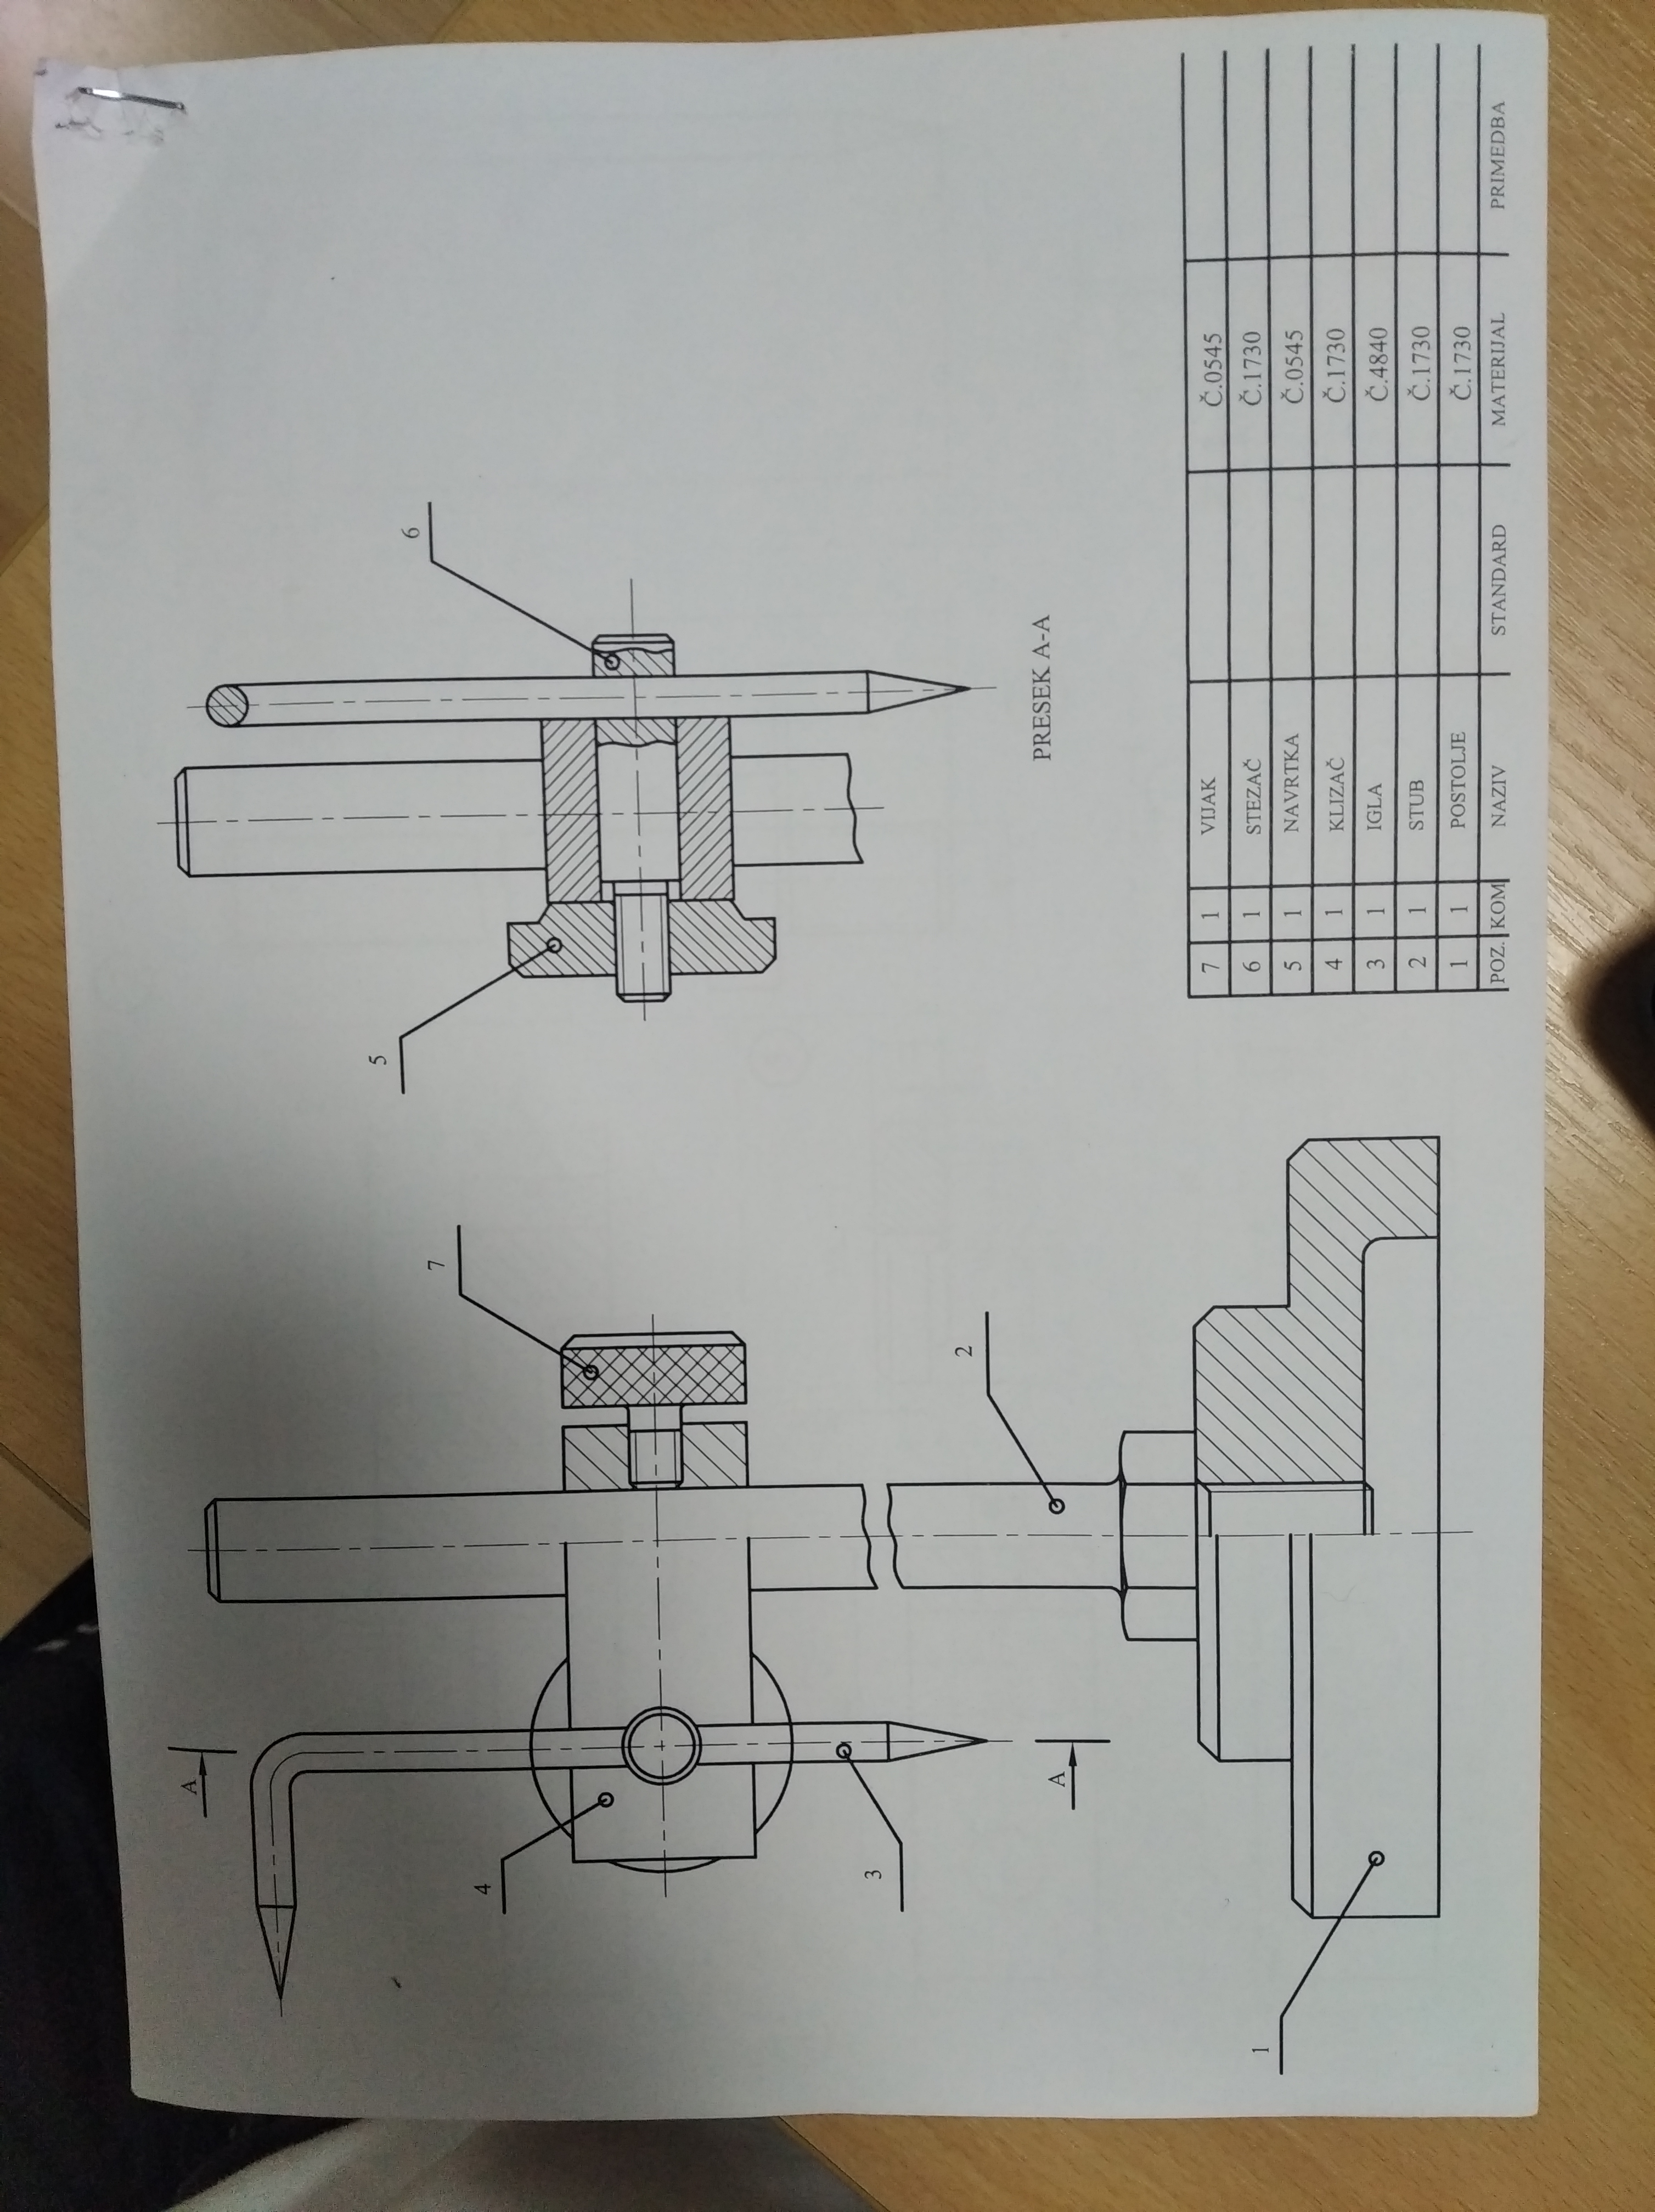 A
A
1
2
3
4
7
5
6
PRESEK A-A
7 1 VIJAK Č.0545
6 1 STEZAČ Č.1730
5 1 NAVRTKA Č.0545
4 1 KLIZAČ Č.1730
3 1 IGLA Č.4840
2 1 STUB Č.1730
1 1 POSTOLJE Č.1730
POZ. KOM NAZIV STANDARD MATERIJAL PRIMEDBA